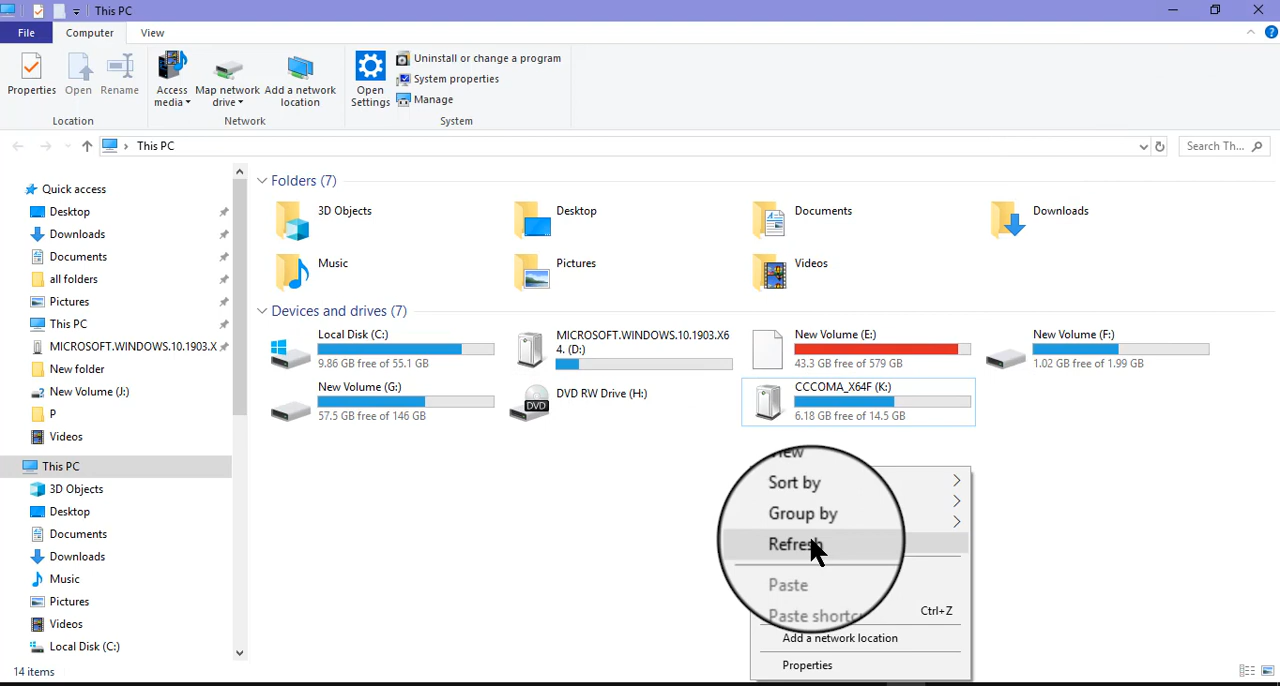 This PC
File
Computer
View
Properties
Open
Rename
Location
Access media
Map network drive
Add a network location
Network
Open Settings
Uninstall or change a program
System properties
Manage
System
This PC
Search Th...
Quick access
Desktop
Downloads
Documents
all folders
Pictures
This PC
MICROSOFT.WINDOWS.10.1903.X
New folder
New Volume (J:)
P
Videos
This PC
3D Objects
Desktop
Documents
Downloads
Music
Pictures
Videos
Local Disk (C:)
14 items
Folders (7)
3D Objects
Desktop
Documents
Downloads
Music
Pictures
Videos
Devices and drives (7)
Local Disk (C:)
9.86 GB free of 55.1 GB
MICROSOFT.WINDOWS.10.1903.X6
4. (D:)
New Volume (E:)
43.3 GB free of 579 GB
New Volume (F:)
1.02 GB free of 1.99 GB
New Volume (G:)
57.5 GB free of 146 GB
DVD RW Drive (H:)
DVD
CCCOMA_X64F (K:)
6.18 GB free of 14.5 GB
Sort by
Group by
Refresh
Paste
Paste shortc
Ctrl+Z
Add a network location
Properties